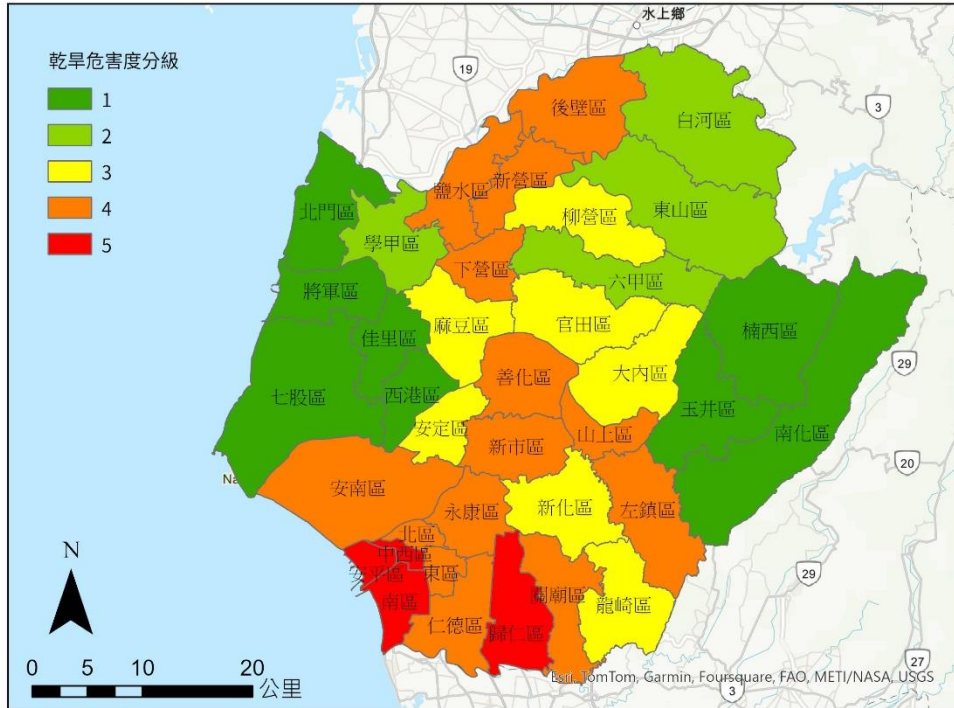 水上鄉
乾旱危害度分級
1
2
3
4
5
19
3
後壁區
白河區
鹽水區
新營區
北門區
柳營區
東山區
學甲區
下營區
六甲區
將軍區
麻豆區
官田區
佳里區
楠西區
29
善化區
大內區
七股區
西港區
玉井區
安定區
南化區
新市區
山上區
20
Na
安南區
永康區
新化區
左鎮區
北區
中西區
安平區
東區
29
N
南區
仁德區
歸仁區
關廟區
龍崎區
27
0 5 10 20
公里
3
Esri, TomTom, Garmin, Foursquare, FAO, METI/NASA, USGS